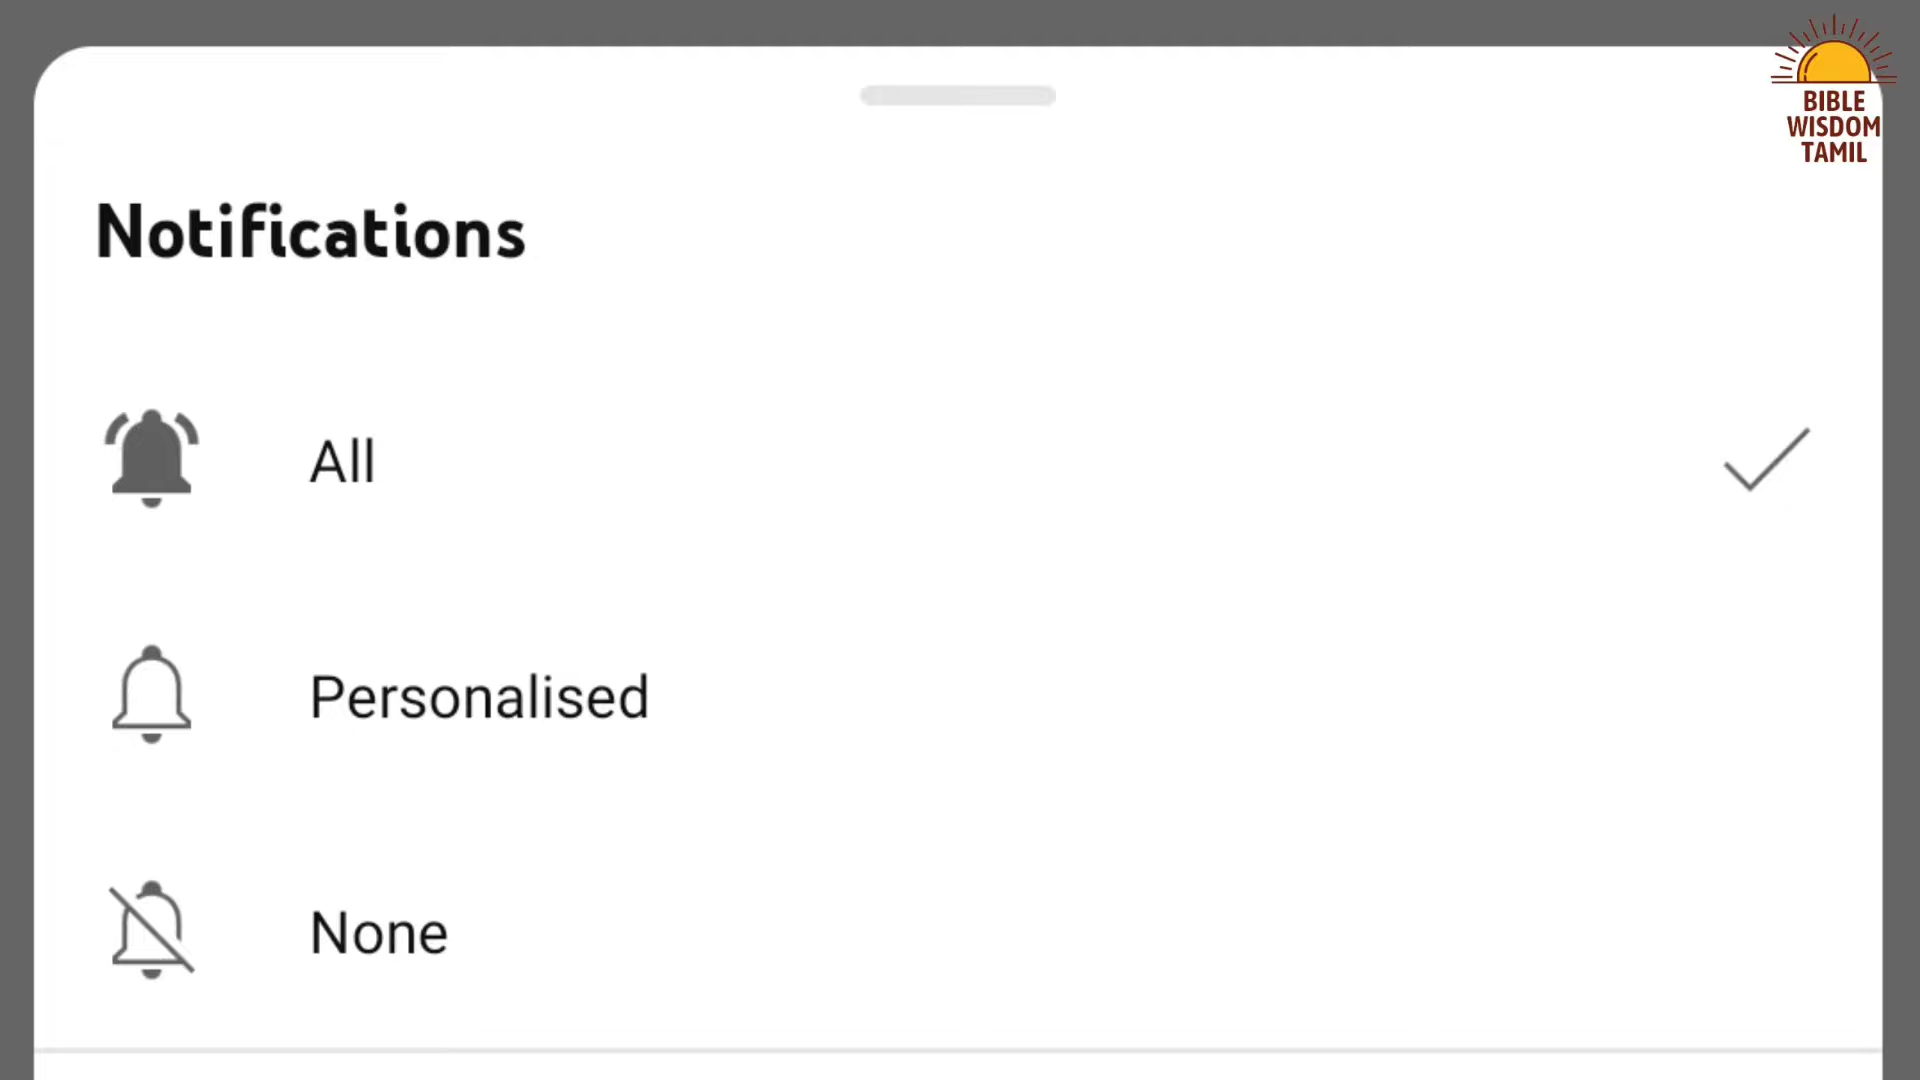 BIBLE
WISDOM
TAMIL
Notifications
All
Personalised
None